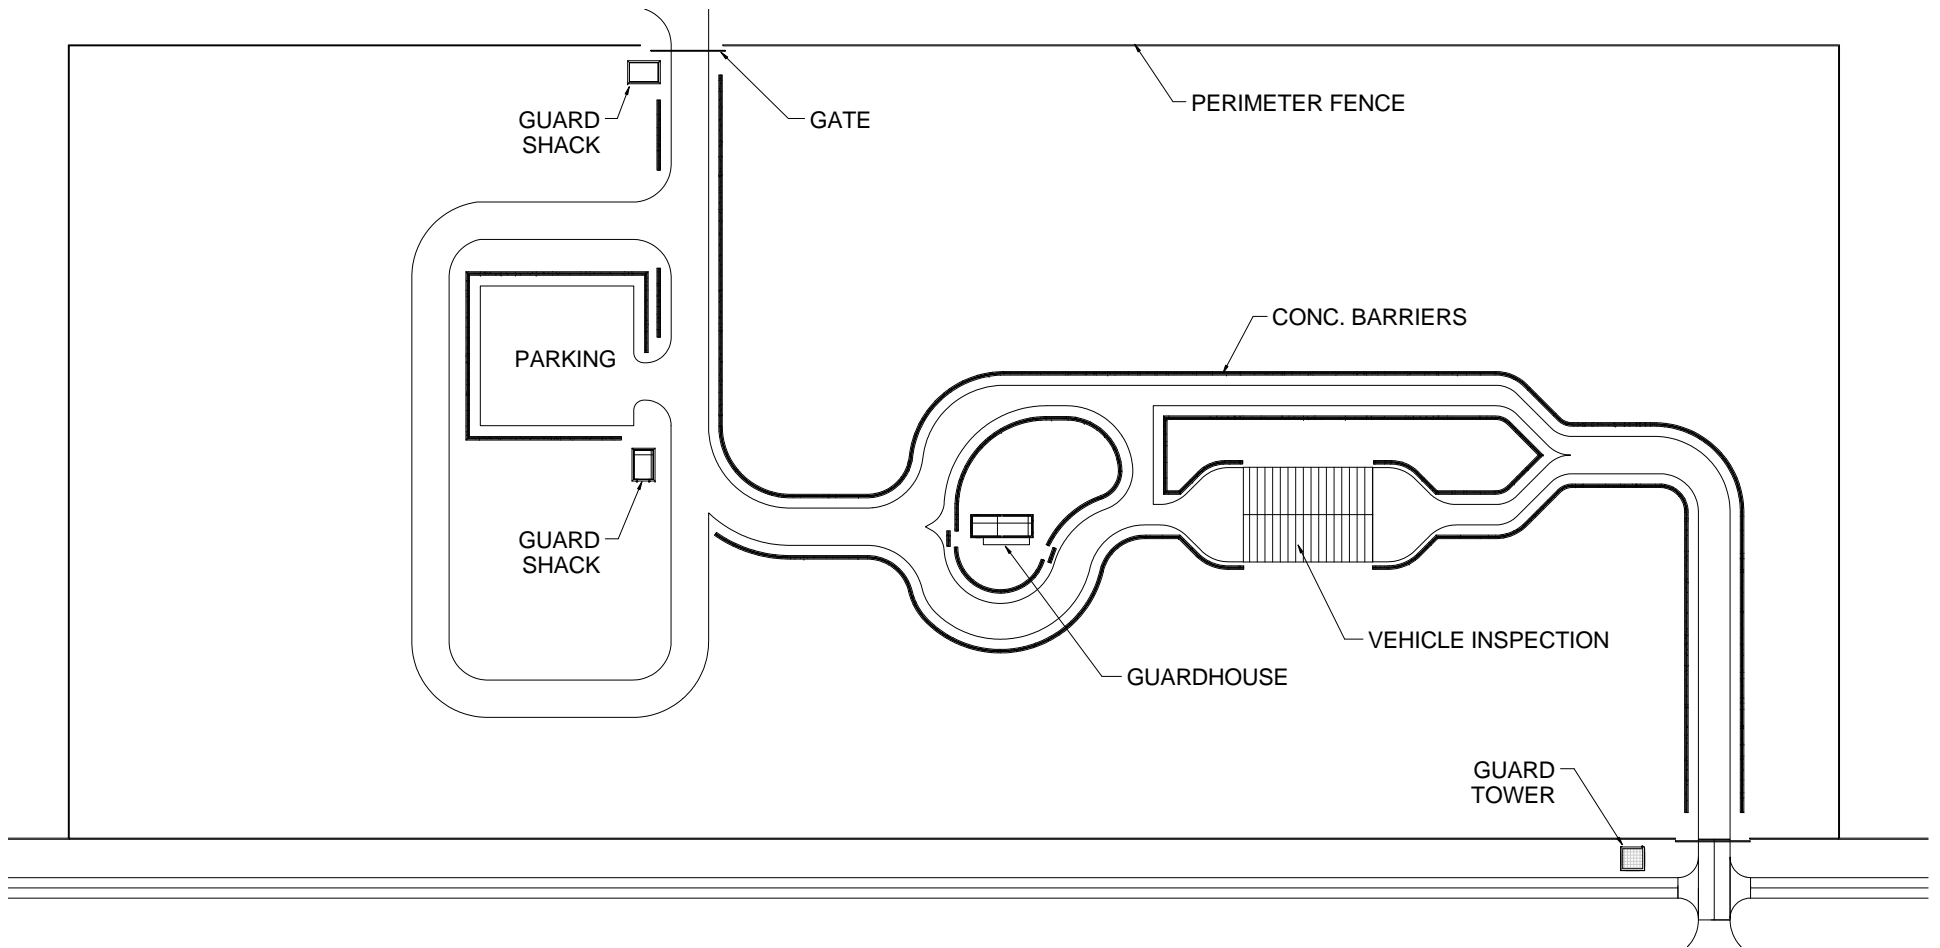 PERIMETER FENCE
GUARD
SHACK
GATE
CONC. BARRIERS
PARKING
GUARD
SHACK
VEHICLE INSPECTION
GUARDHOUSE
GUARD
TOWER